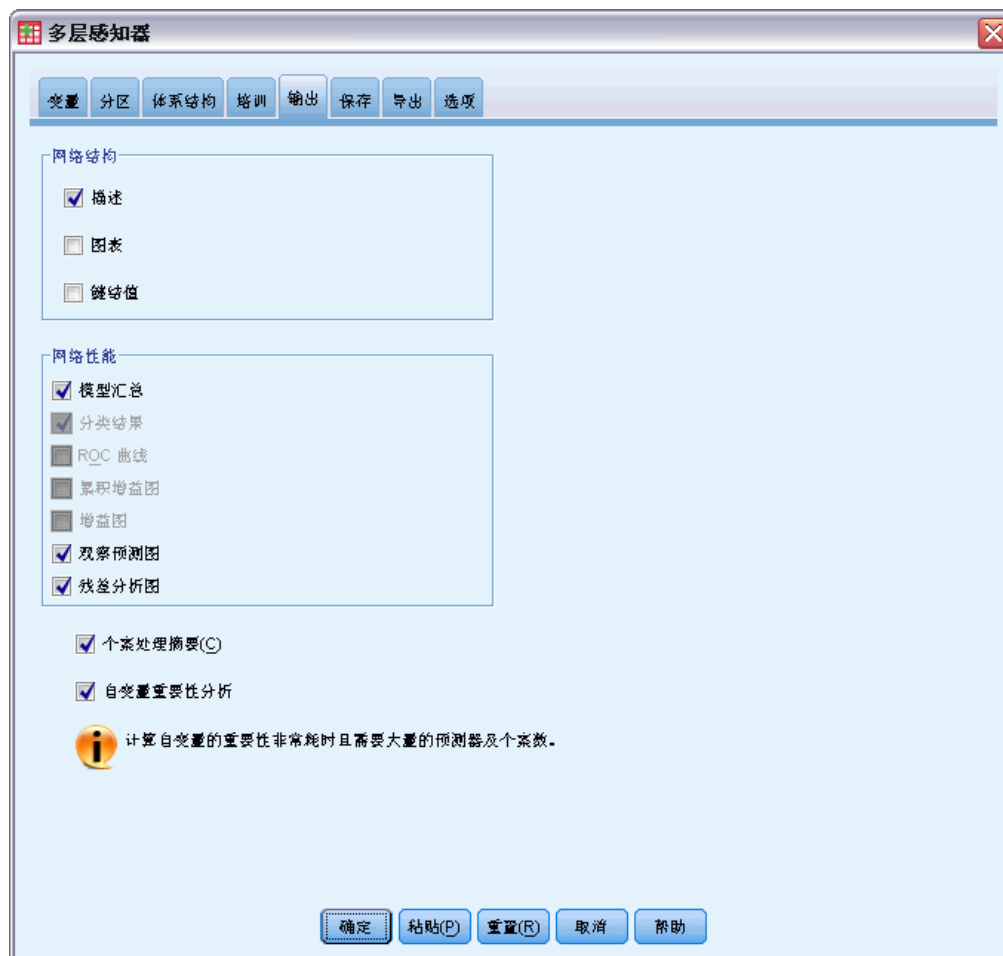 多层感知器
变量 分区 体系结构 培训 输出 保存 导出 选项
网络结构
描述
图表
键结值
网络性能
模型汇总
分类结果
ROC 曲线
累积增益图
增益图
观察预测图
残差分析图
个案处理摘要(C)
自变量重要性分析
计算自变量的重要性非常耗时且需要大量的预测器及个案数。
确定 粘贴(P) 重置(R) 取消 帮助